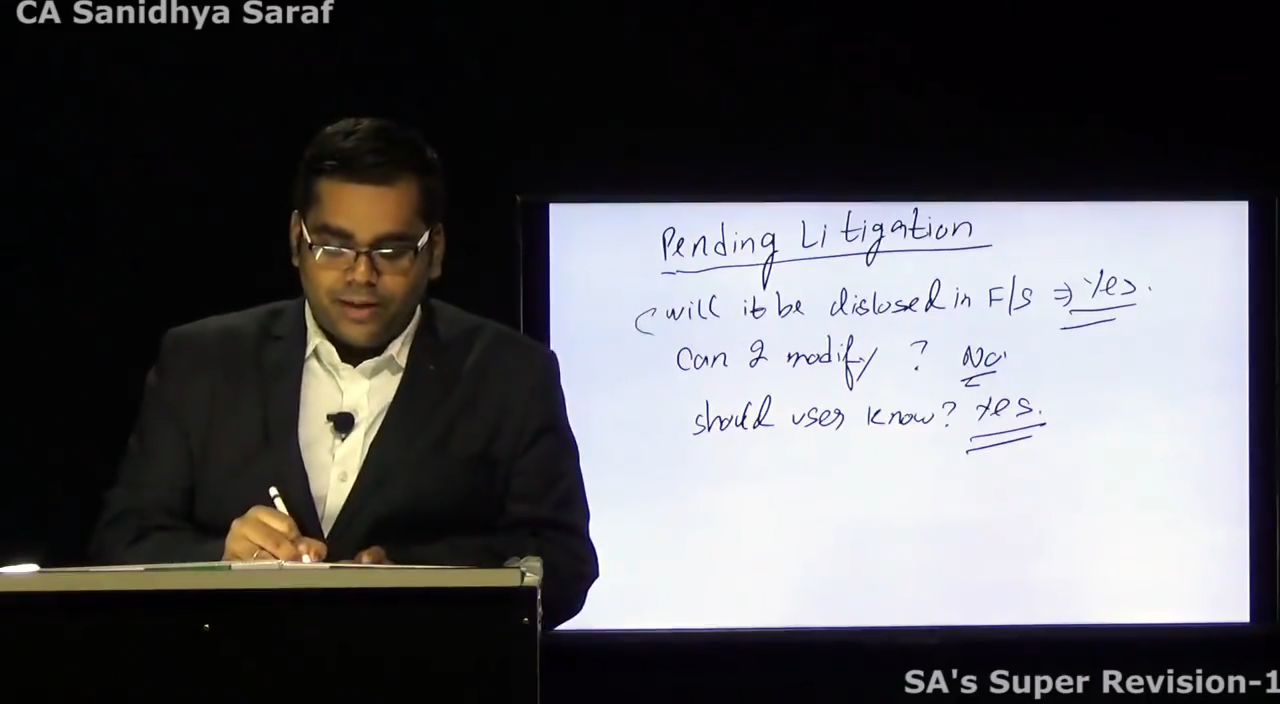 CA Sanidhya Saraf
Pending Litigation
will it be dislosed in F/s ⇒ Yes.
Can I modify ? No
should user know? Yes.
SA's Super Revision-1